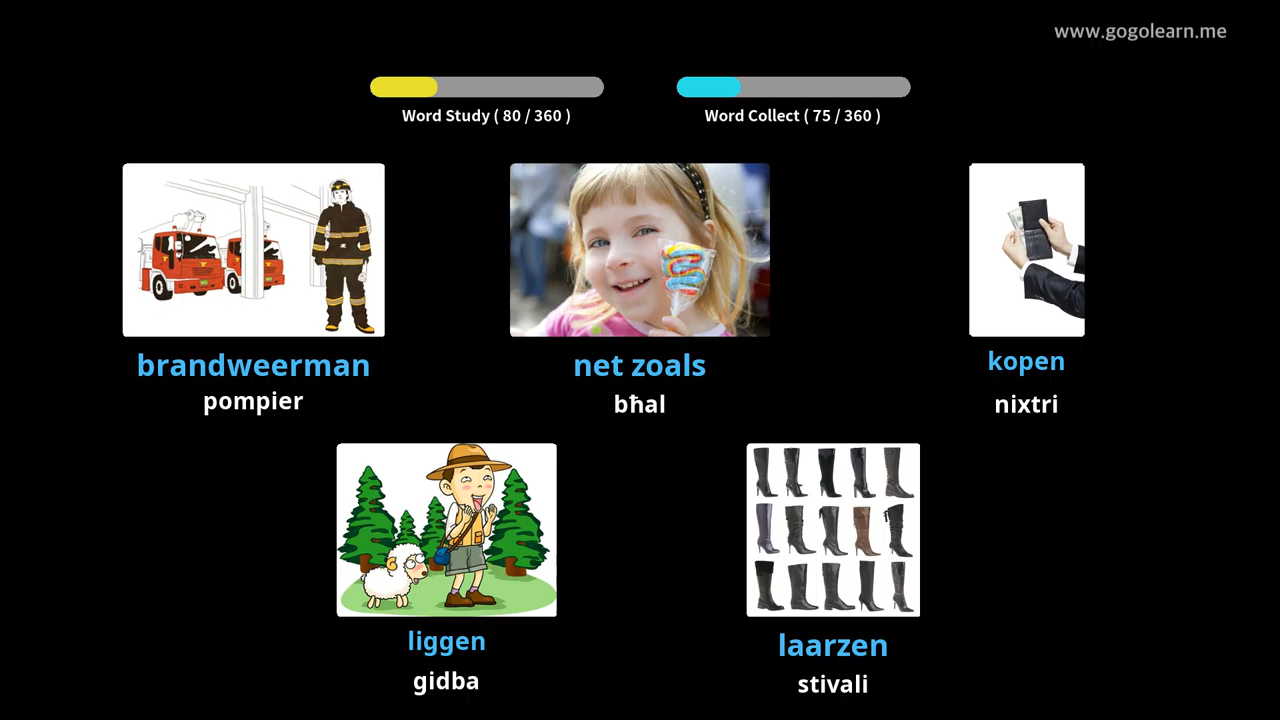 www.gogolearn.me
Word Study ( 80 / 360 )
Word Collect ( 75 / 360 )
brandweerman
pompier
net zoals
bħal
kopen
nixtri
liggen
gidba
laarzen
stivali